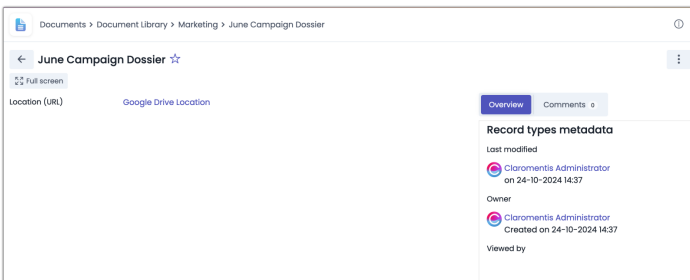 Documents > Document Library > Marketing > June Campaign Dossier
June Campaign Dossier
Full screen
Location (URL) Google Drive Location
Overview Comments 0
Record types metadata
Last modified
Claromentis Administrator
on 24-10-2024 14:37
Owner
Claromentis Administrator
Created on 24-10-2024 14:37
Viewed by